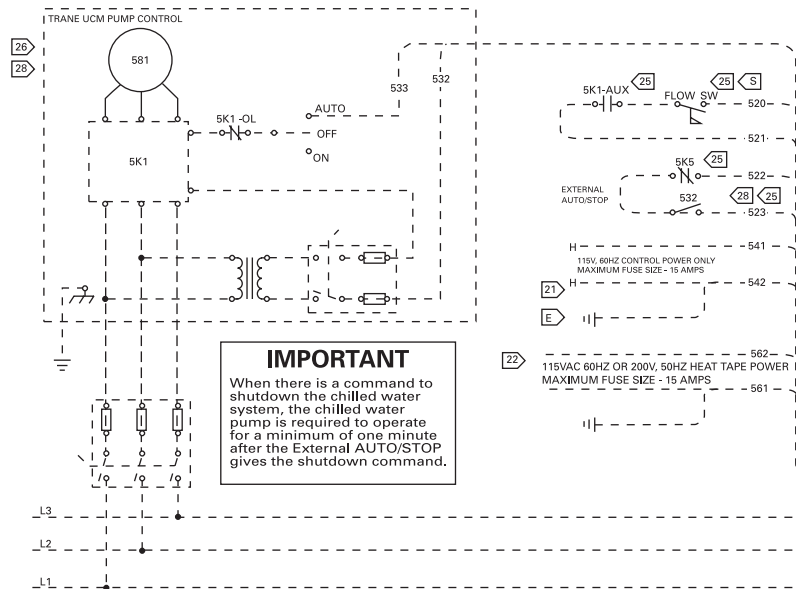 TRANE UCM PUMP CONTROL
26
28
581
533
532
5K1-AUX
25
FLOW SW
25
S
520
521
AUTO
5K1 -OL
OFF
ON
5K1
5K5
25
522
EXTERNAL
AUTO/STOP
532
28
25
523
H
541
115V, 60HZ CONTROL POWER ONLY
MAXIMUM FUSE SIZE - 15 AMPS
21
H
542
E
22
562
115VAC 60HZ OR 200V, 50HZ HEAT TAPE POWER
MAXIMUM FUSE SIZE - 15 AMPS
561
IMPORTANT
When there is a command to
shutdown the chilled water
system, the chilled water
pump is required to operate
for a minimum of one minute
after the External AUTO/STOP
gives the shutdown command.
L3
L2
L1